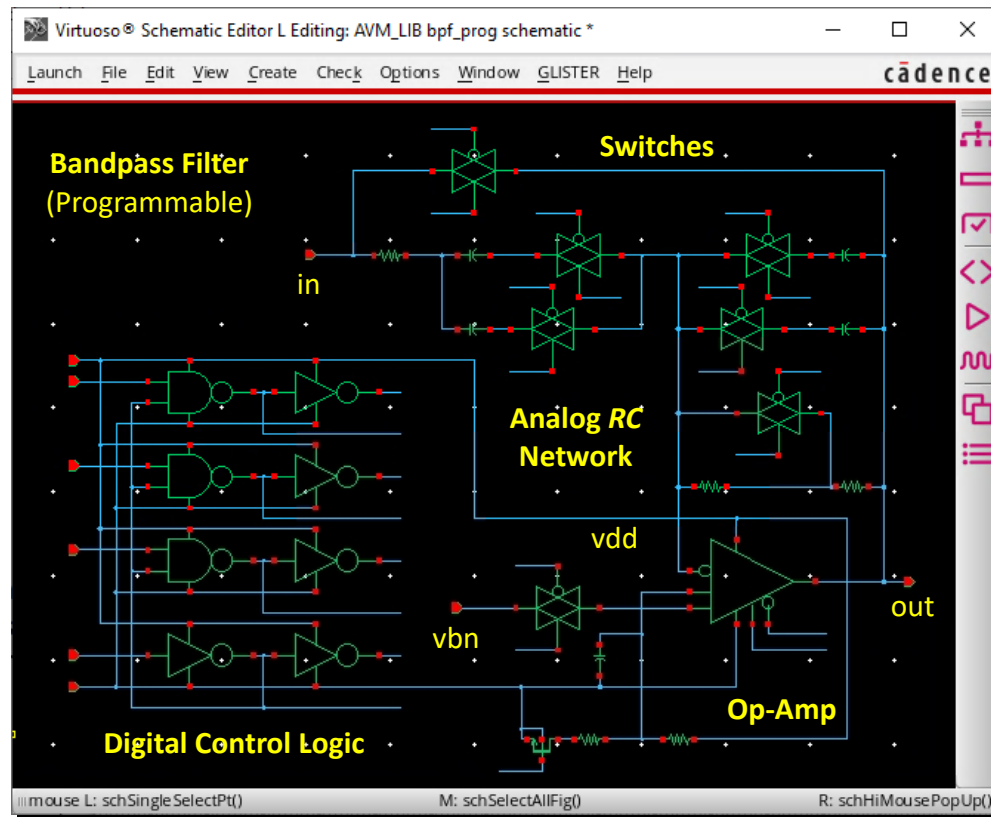 Virtuoso® Schematic Editor L Editing: AVM_LIB bpf_prog schematic *
Launch File Edit View Create Check Options Window GLISTER Help cādence
Bandpass Filter
(Programmable)
Switches
in
Analog RC
Network
vdd
out
vbn
Op-Amp
Digital Control Logic
mouse L: schSingleSelectPt() M: schSelectAllFig() R: schHiMousePopUp()